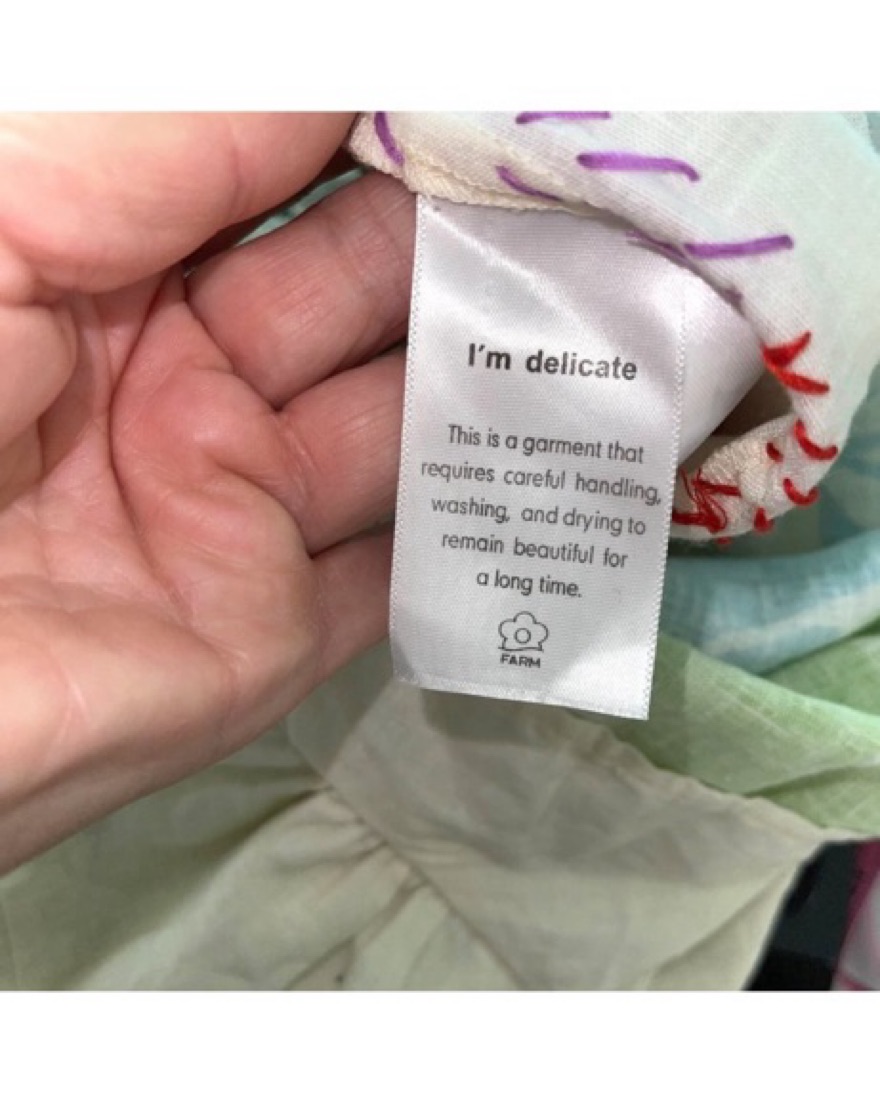 I'm delicate
This is a garment that
requires careful handling,
washing, and drying to
remain beautiful for
a long time.
FARM